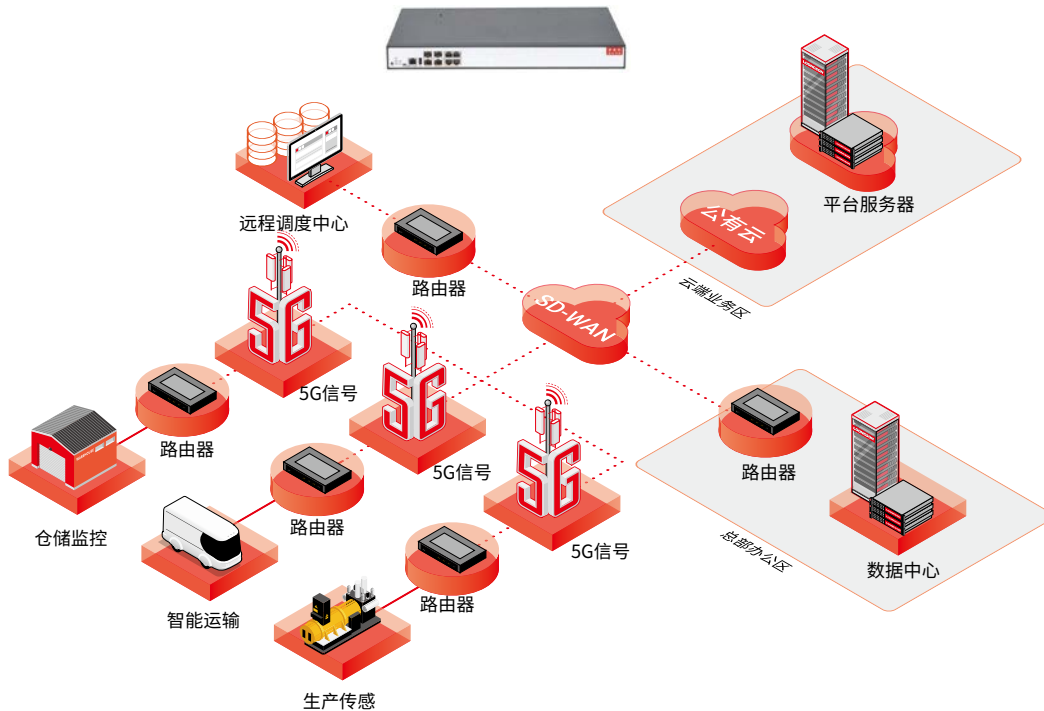 平台服务器
公有云
远程调度中心
云端业务区
路由器
SD-WAN
5G
5G信号
5G
路由器
5G信号
路由器
5G
路由器
仓储监控
5G信号
总部办公区
数据中心
路由器
智能运输
生产传感